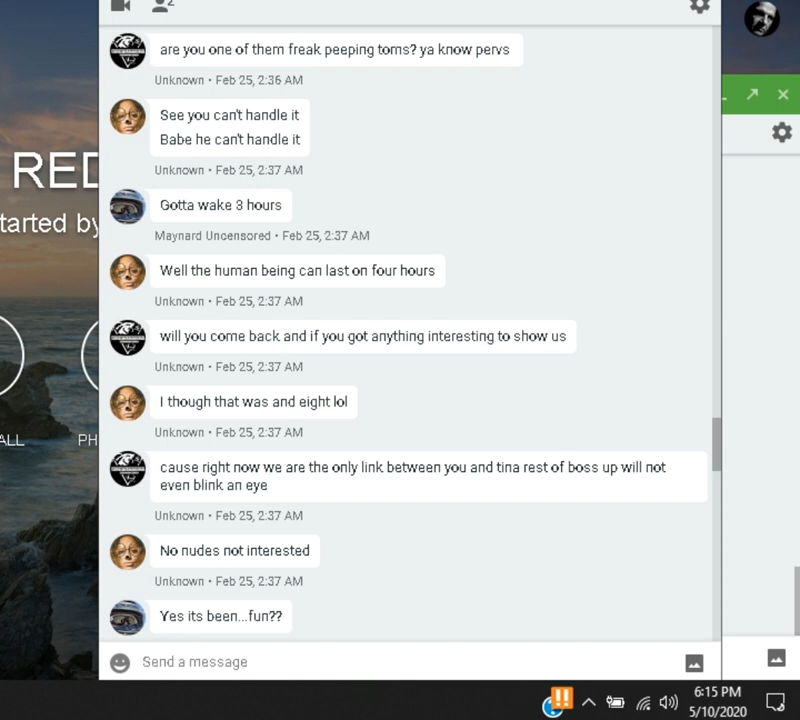 2
are you one of them freak peeping toms? ya know pervs
Unknown • Feb 25, 2:36 AM
See you can't handle it
Babe he can't handle it
Unknown • Feb 25, 2:37 AM
RED
tarted by
Gotta wake 3 hours
Maynard Uncensored • Feb 25, 2:37 AM
Well the human being can last on four hours
Unknown • Feb 25, 2:37 AM
will you come back and if you got anything interesting to show us
Unknown • Feb 25, 2:37 AM
I though that was and eight lol
Unknown • Feb 25, 2:37 AM
ALL
PH
cause right now we are the only link between you and tina rest of boss up will not
even blink an eye
Unknown • Feb 25, 2:37 AM
No nudes not interested
Unknown • Feb 25, 2:37 AM
Yes its been...fun??
Send a message
6:15 PM
5/10/2020